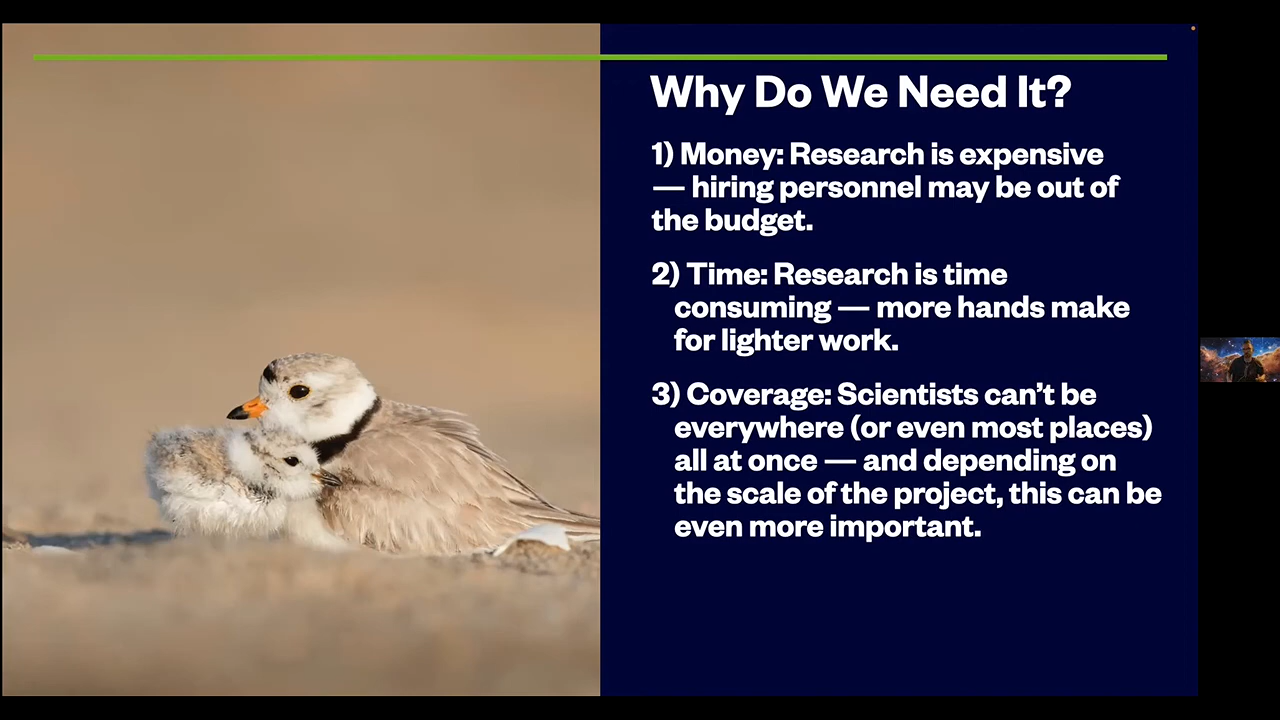 Why Do We Need It?
1) Money: Research is expensive
— hiring personnel may be out of
the budget.
2) Time: Research is time
consuming — more hands make
for lighter work.
3) Coverage: Scientists can’t be
everywhere (or even most places)
all at once — and depending on
the scale of the project, this can be
even more important.